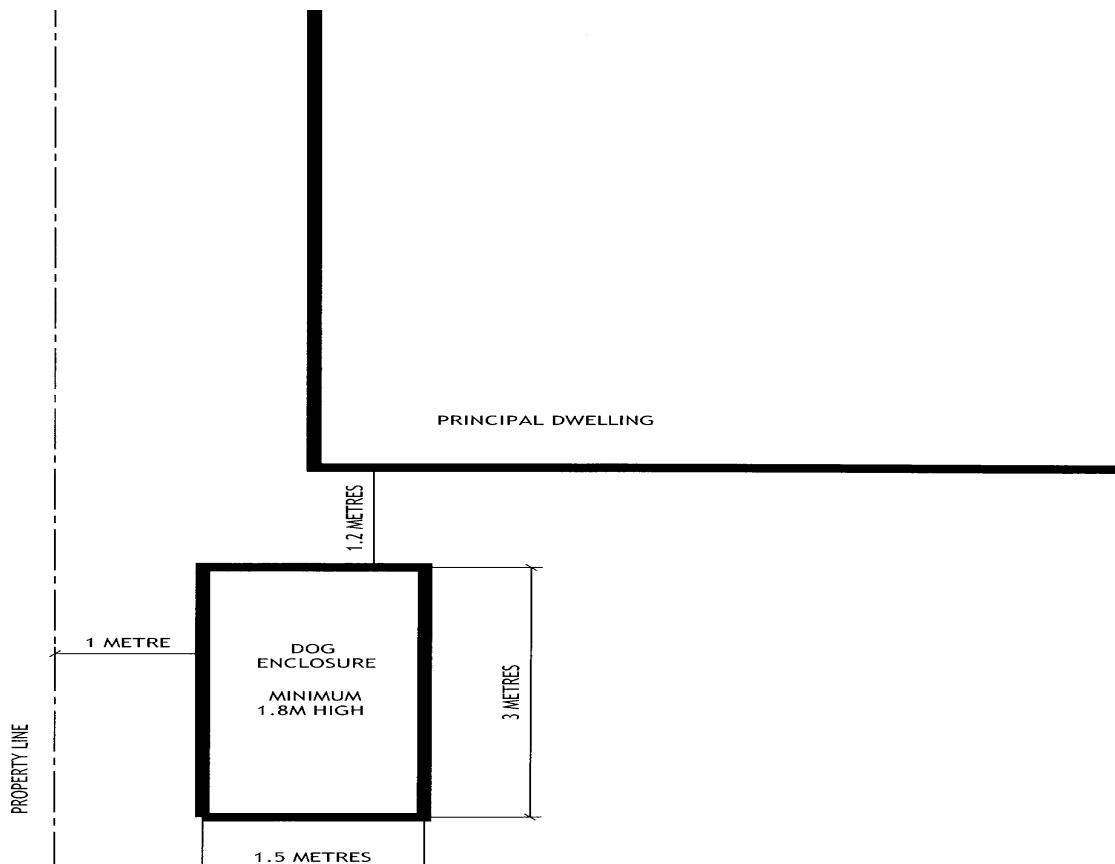 PRINCIPAL DWELLING
1.2 METRES
1 METRE
DOG
ENCLOSURE
MINIMUM
1.8M HIGH
3 METRES
PROPERTY LINE
1.5 METRES